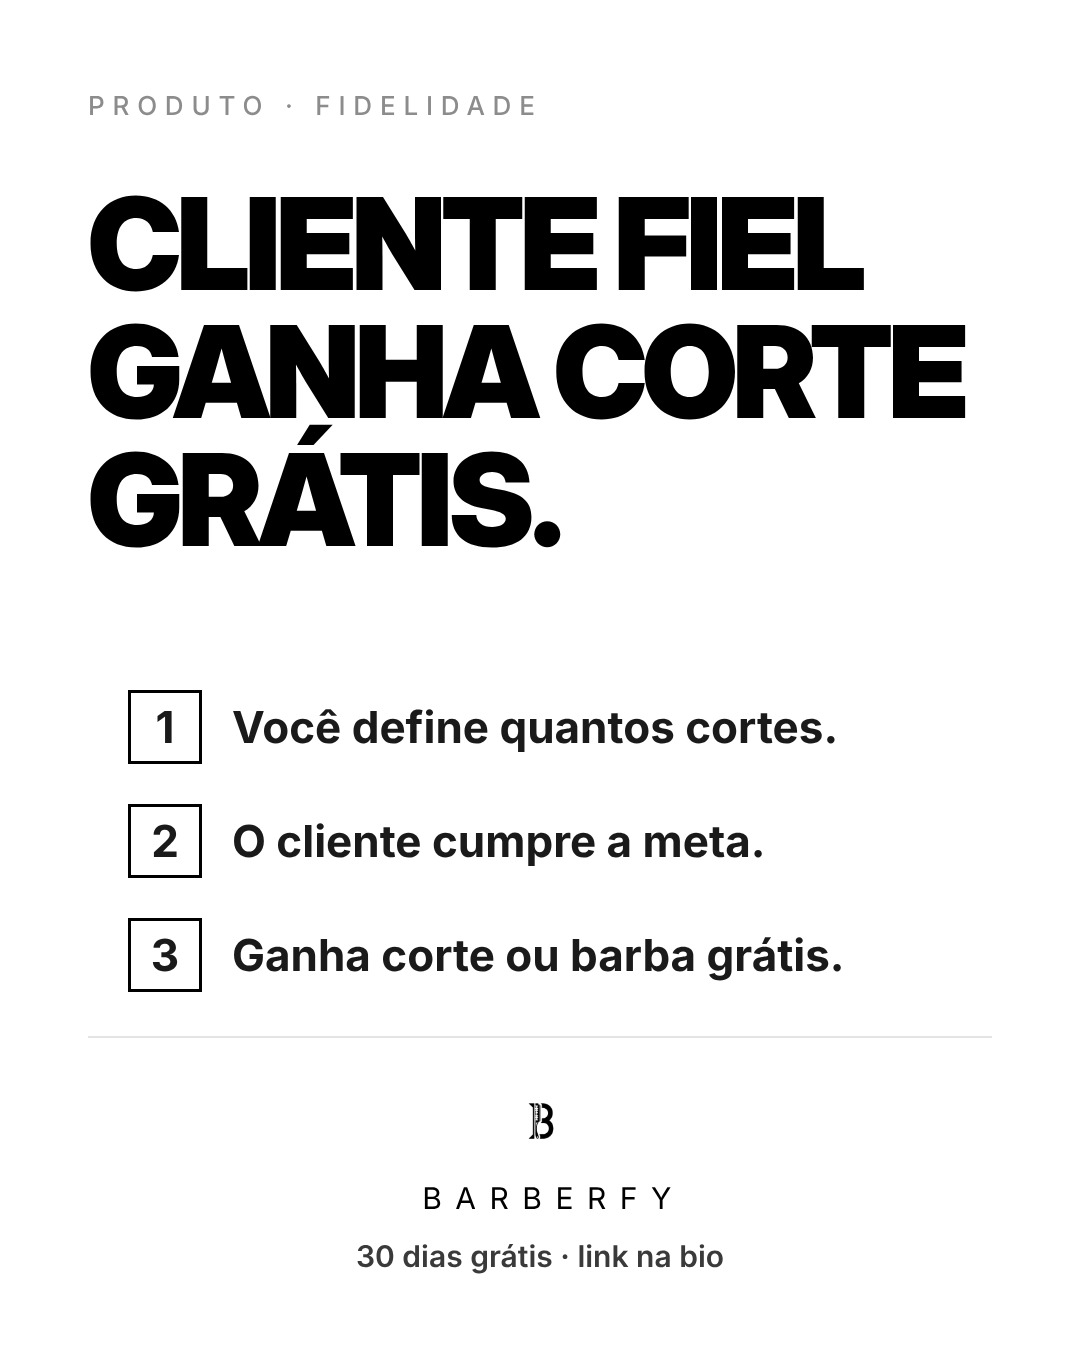 PRODUTO · FIDELIDADE
CLIENTE FIEL
GANHA CORTE
GRÁTIS.
1 Você define quantos cortes.
2 O cliente cumpre a meta.
3 Ganha corte ou barba grátis.
B
BARBERFY
30 dias grátis · link na bio